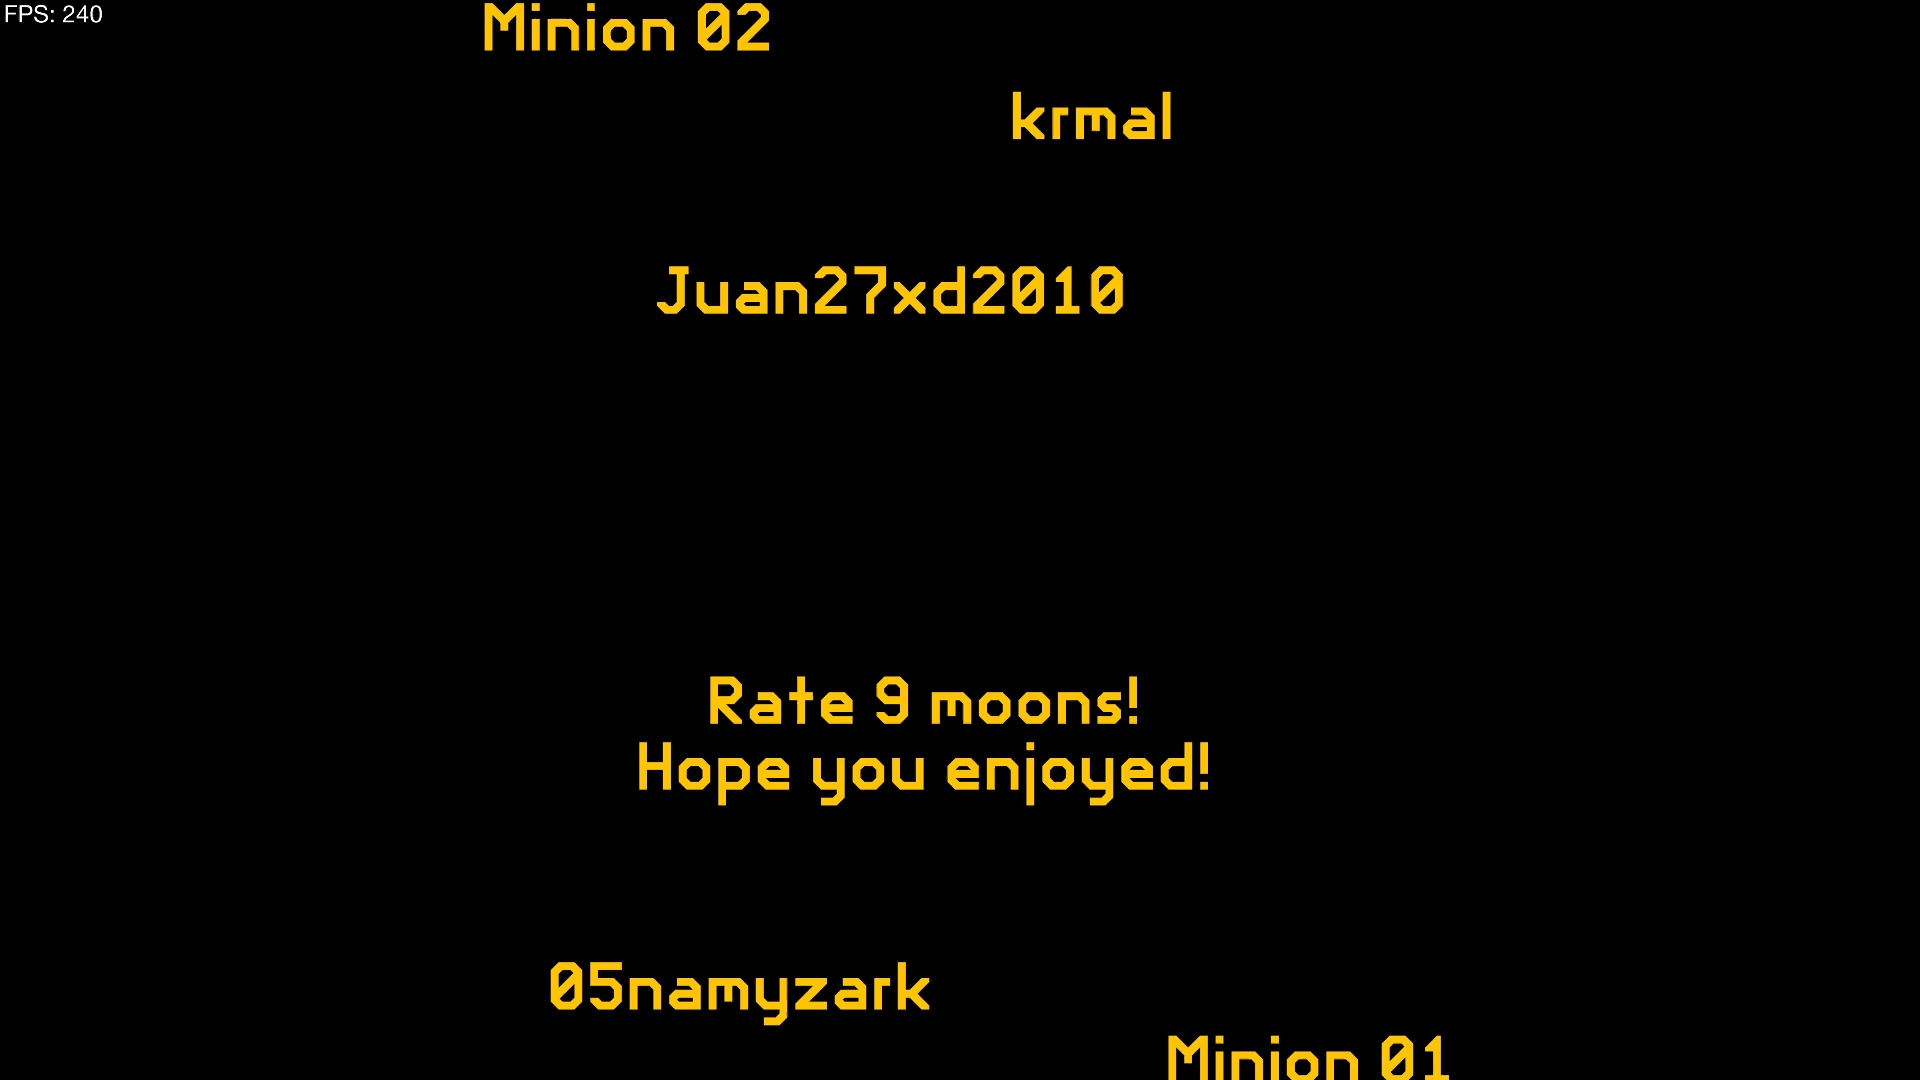 FPS: 240
Minion 02
krmal
Juan27xd2010
Rate 9 moons!
Hope you enjoyed!
05namyzark
Minion 01